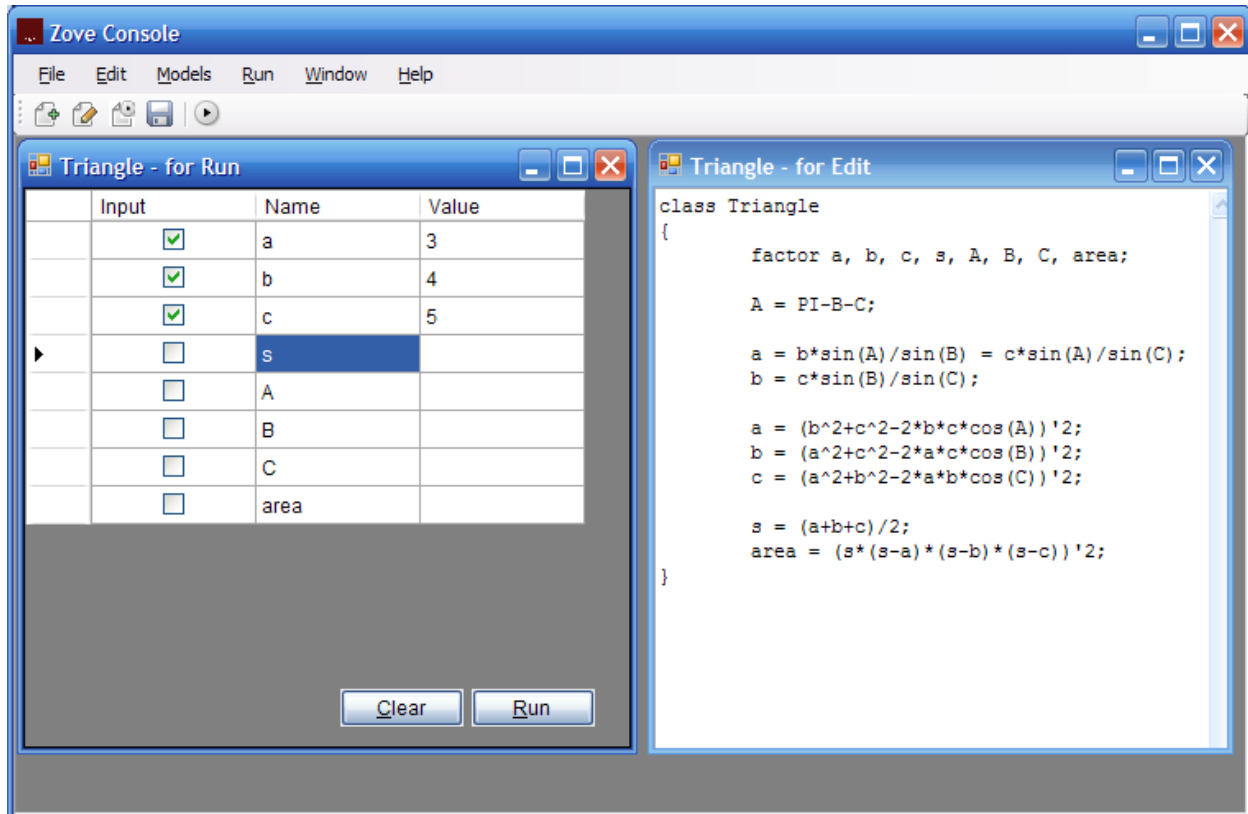 Zove Console
File Edit Models Run Window Help
Triangle - for Run
Input Name Value
a 3
b 4
c 5
s
A
B
C
area
Clear Run
Triangle - for Edit
class Triangle
{
factor a, b, c, s, A, B, C, area;
A = PI-B-C;
a = b*sin(A)/sin(B) = c*sin(A)/sin(C);
b = c*sin(B)/sin(C);
a = (b^2+c^2-2*b*c*cos(A))'2;
b = (a^2+c^2-2*a*c*cos(B))'2;
c = (a^2+b^2-2*a*b*cos(C))'2;
s = (a+b+c)/2;
area = (s*(s-a)*(s-b)*(s-c))'2;
}